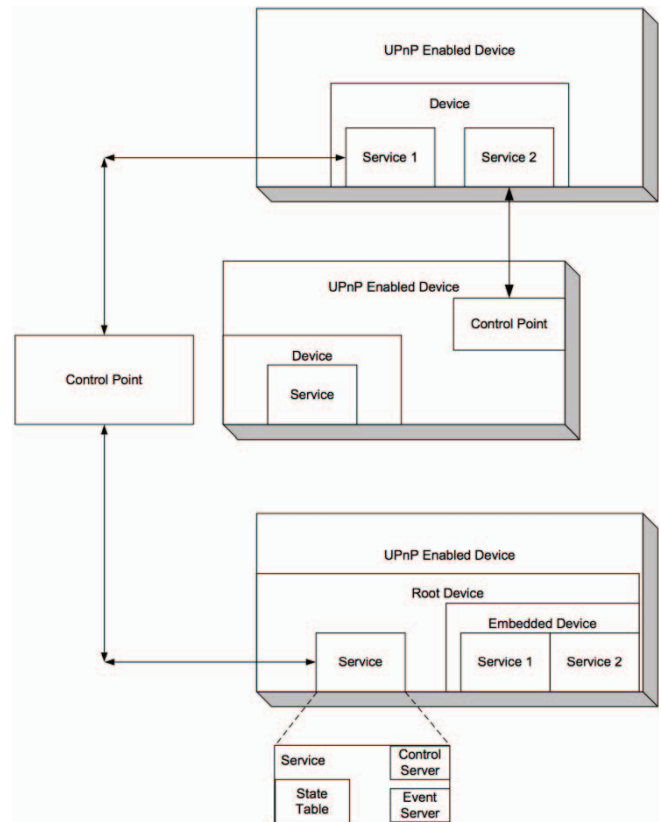 UPnP Enabled Device
Device
Service 1
Service 2
UPnP Enabled Device
Control Point
Device
Service
Control Point
UPnP Enabled Device
Root Device
Embedded Device
Service
Service 1
Service 2
Service
Control
Server
State
Table
Event
Server